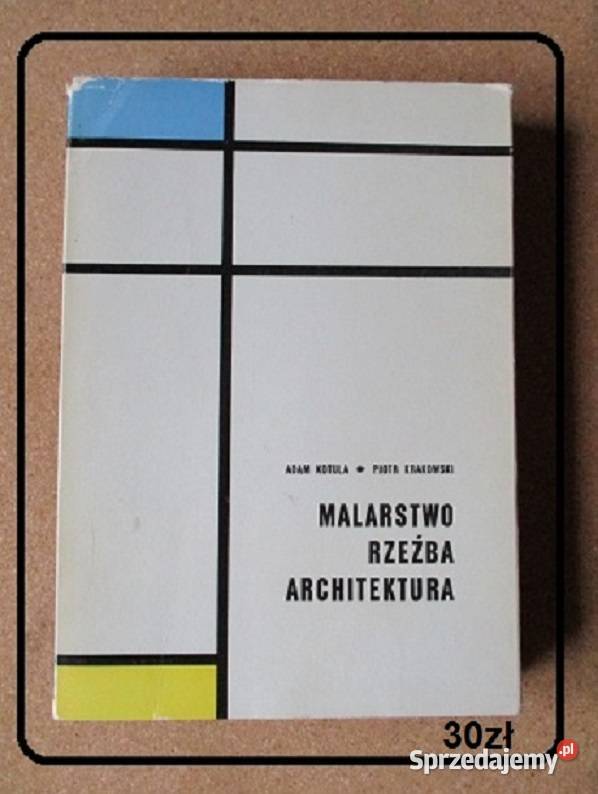 ADAM KOTULA ★ PIOTR KRAKOWSKI
MALARSTWO
RZEŹBA
ARCHITEKTURA
30zł
Sprzedajemy.pl